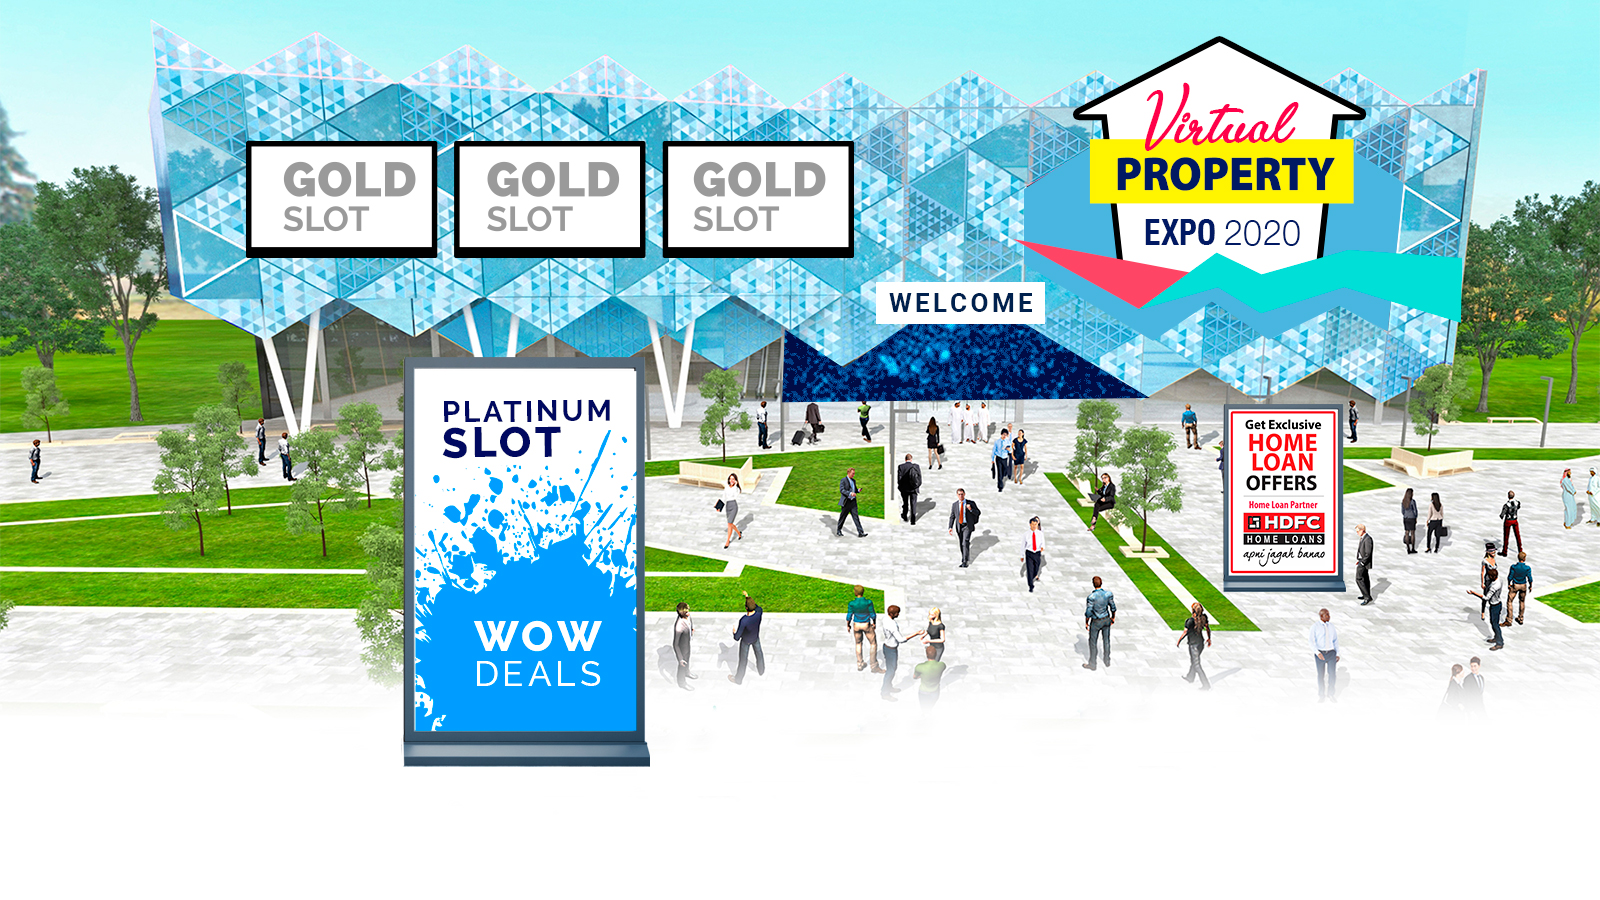 GOLD
SLOT
GOLD
SLOT
GOLD
SLOT
Virtual
PROPERTY
EXPO 2020
WELCOME
PLATINUM
SLOT
WOW
DEALS
Get Exclusive
HOME
LOAN
OFFERS
Home Loan Partner
HDFC
HOME LOANS
apni jagah banao